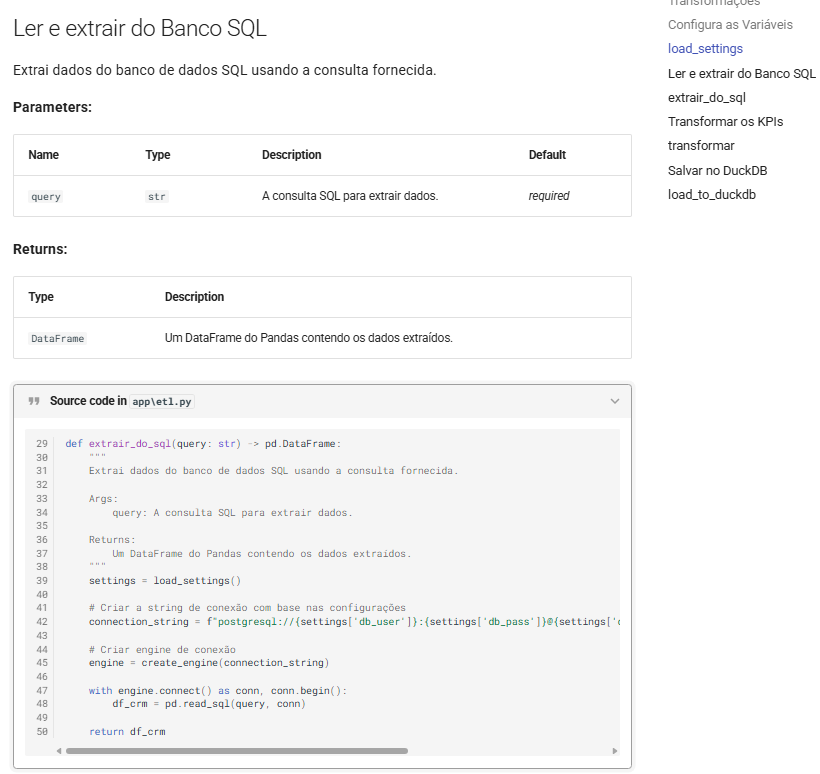 Ler e extrair do Banco SQL
Extrai dados do banco de dados SQL usando a consulta fornecida.
Parameters:
Name Type Description Default
query str A consulta SQL para extrair dados. required
Returns:
Type Description
DataFrame Um DataFrame do Pandas contendo os dados extraídos.
Source code in app\etl.py
29 def extrair_do_sql(query: str) -> pd.DataFrame:
30 """
31 Extrai dados do banco de dados SQL usando a consulta fornecida.
32
33 Args:
34 query: A consulta SQL para extrair dados.
35
36 Returns:
37 Um DataFrame do Pandas contendo os dados extraídos.
38 """
39 settings = load_settings()
40
41 # Criar a string de conexão com base nas configurações
42 connection_string = f"postgresql://{settings['db_user']}:{settings['db_pass']}@{settings['
43
44 # Criar engine de conexão
45 engine = create_engine(connection_string)
46
47 with engine.connect() as conn, conn.begin():
48 df_crm = pd.read_sql(query, conn)
49
50 return df_crm
Transformações
Configura as Variáveis
load_settings
Ler e extrair do Banco SQL
extrair_do_sql
Transformar os KPIs
transformar
Salvar no DuckDB
load_to_duckdb